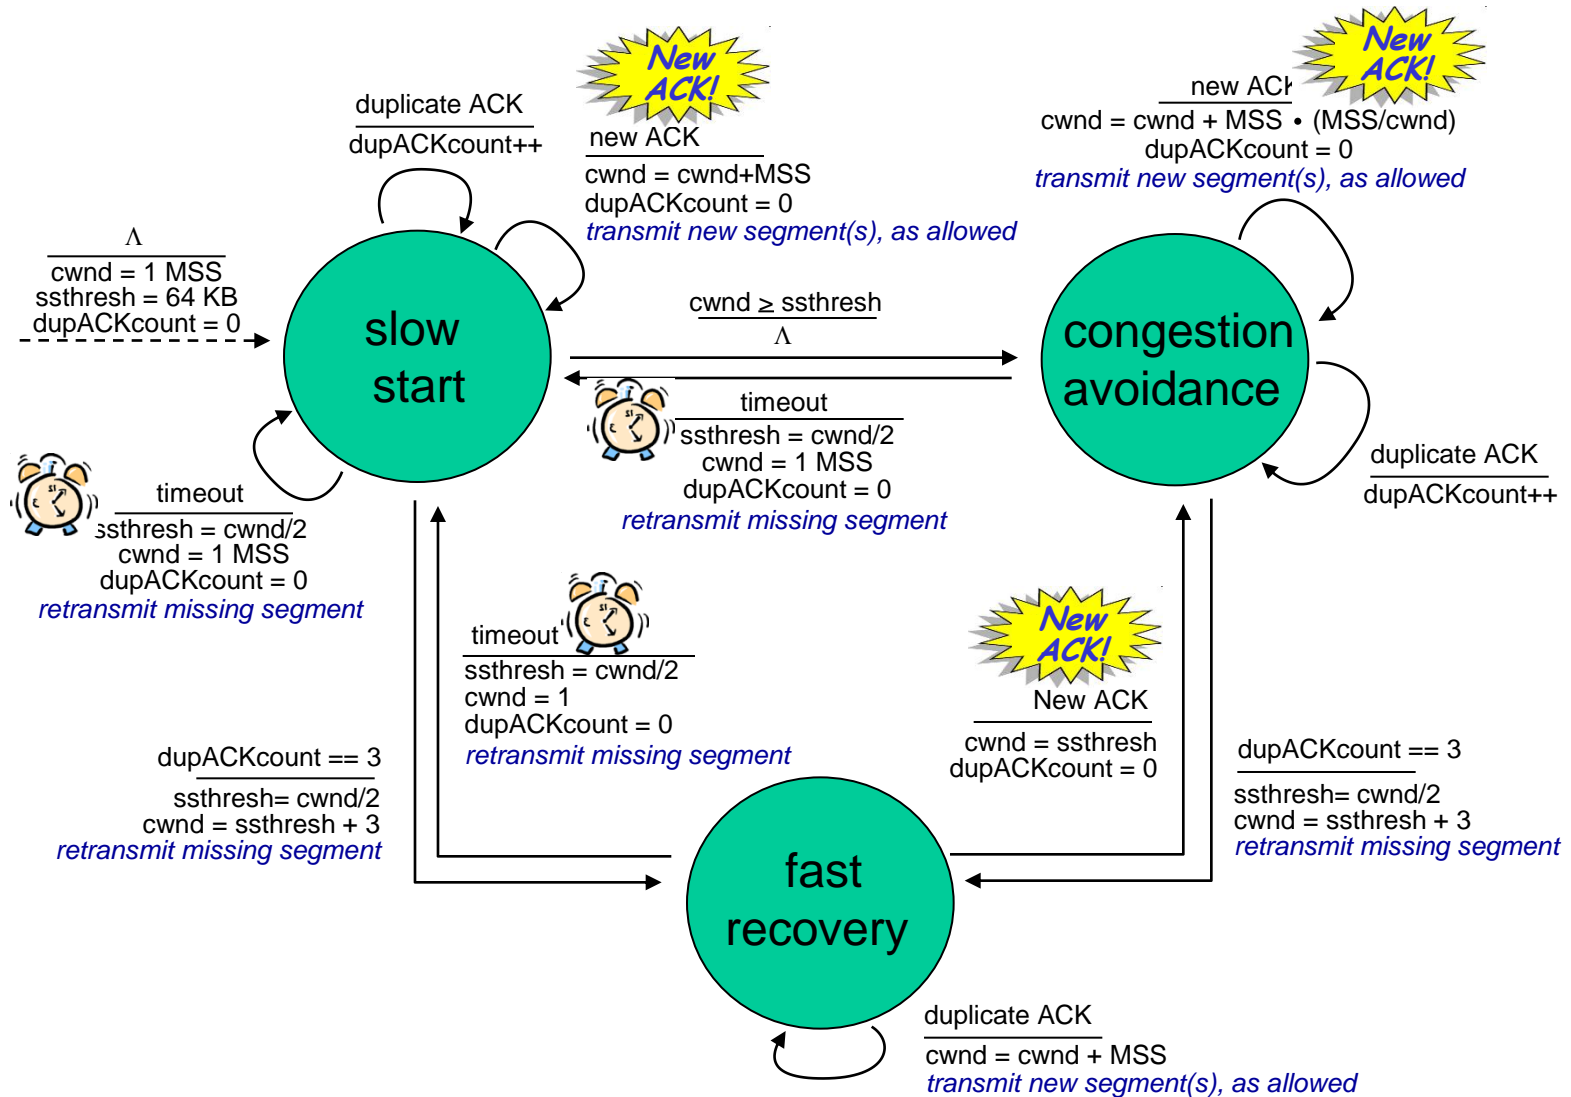 New
ACK!
duplicate ACK
dupACKcount++
new ACK
cwnd = cwnd+MSS
dupACKcount = 0
transmit new segment(s), as allowed
New
ACK!
new ACK
cwnd = cwnd + MSS • (MSS/cwnd)
dupACKcount = 0
transmit new segment(s), as allowed
Λ
cwnd = 1 MSS
ssthresh = 64 KB
dupACKcount = 0
slow
start
cwnd ≥ ssthresh
Λ
congestion
avoidance
timeout
ssthresh = cwnd/2
cwnd = 1 MSS
dupACKcount = 0
retransmit missing segment
duplicate ACK
dupACKcount++
timeout
ssthresh = cwnd/2
cwnd = 1 MSS
dupACKcount = 0
retransmit missing segment
timeout
ssthresh = cwnd/2
cwnd = 1
dupACKcount = 0
retransmit missing segment
New
ACK!
New ACK
cwnd = ssthresh
dupACKcount = 0
dupACKcount == 3
ssthresh= cwnd/2
cwnd = ssthresh + 3
retransmit missing segment
dupACKcount == 3
ssthresh= cwnd/2
cwnd = ssthresh + 3
retransmit missing segment
fast
recovery
duplicate ACK
cwnd = cwnd + MSS
transmit new segment(s), as allowed